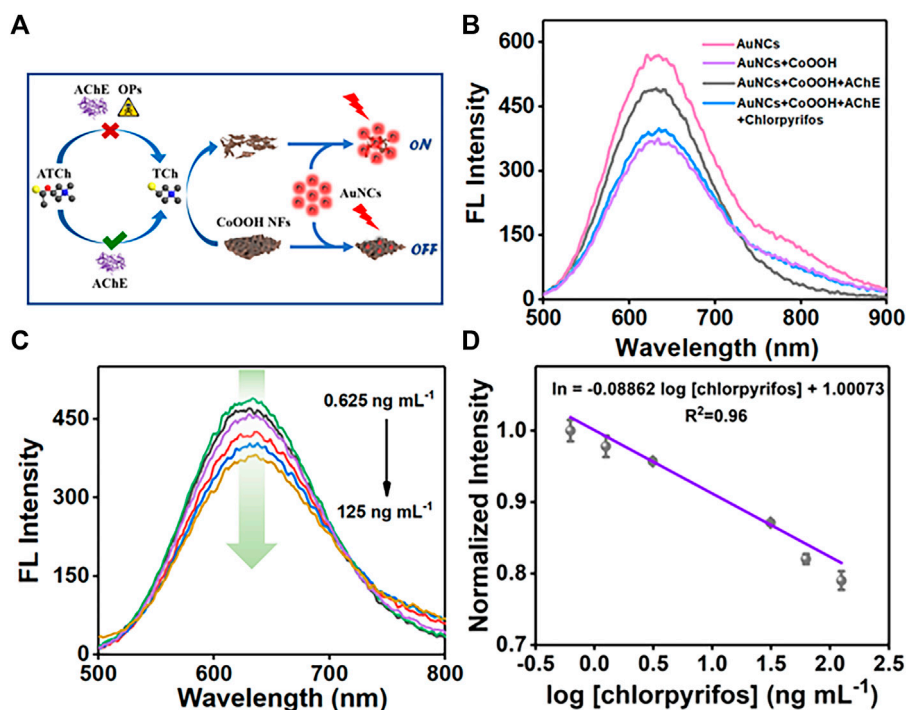 A
AChE OPs
ATCh
TCh
AChE
CoOOH NFs
AuNCs
ON
OFF
B
FL Intensity
600
450
300
150
0
AuNCs
AuNCs+CoOOH
AuNCs+CoOOH+AChE
AuNCs+CoOOH+AChE
+Chlorpyrifos
500 600 700 800 900
Wavelength (nm)
C
FL Intensity
450
300
150
0
0.625 ng mL⁻¹
125 ng mL⁻¹
500 600 700 800
Wavelength (nm)
D
Normalized Intensity
1.0
0.9
0.8
0.7
In = -0.08862 log [chlorpyrifos] + 1.00073
R²=0.96
-0.5 0.0 0.5 1.0 1.5 2.0 2.5
log [chlorpyrifos] (ng mL⁻¹)